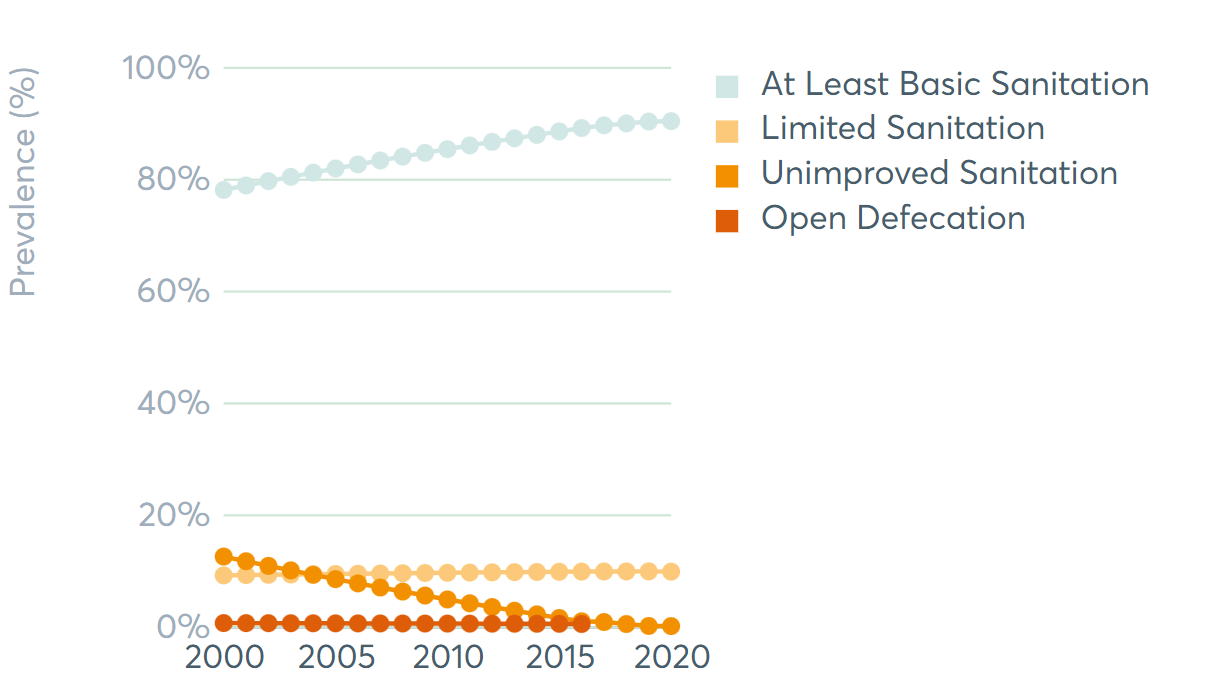 Prevalence (%)
100%
80%
60%
40%
20%
0%
2000 2005 2010 2015 2020
At Least Basic Sanitation
Limited Sanitation
Unimproved Sanitation
Open Defecation